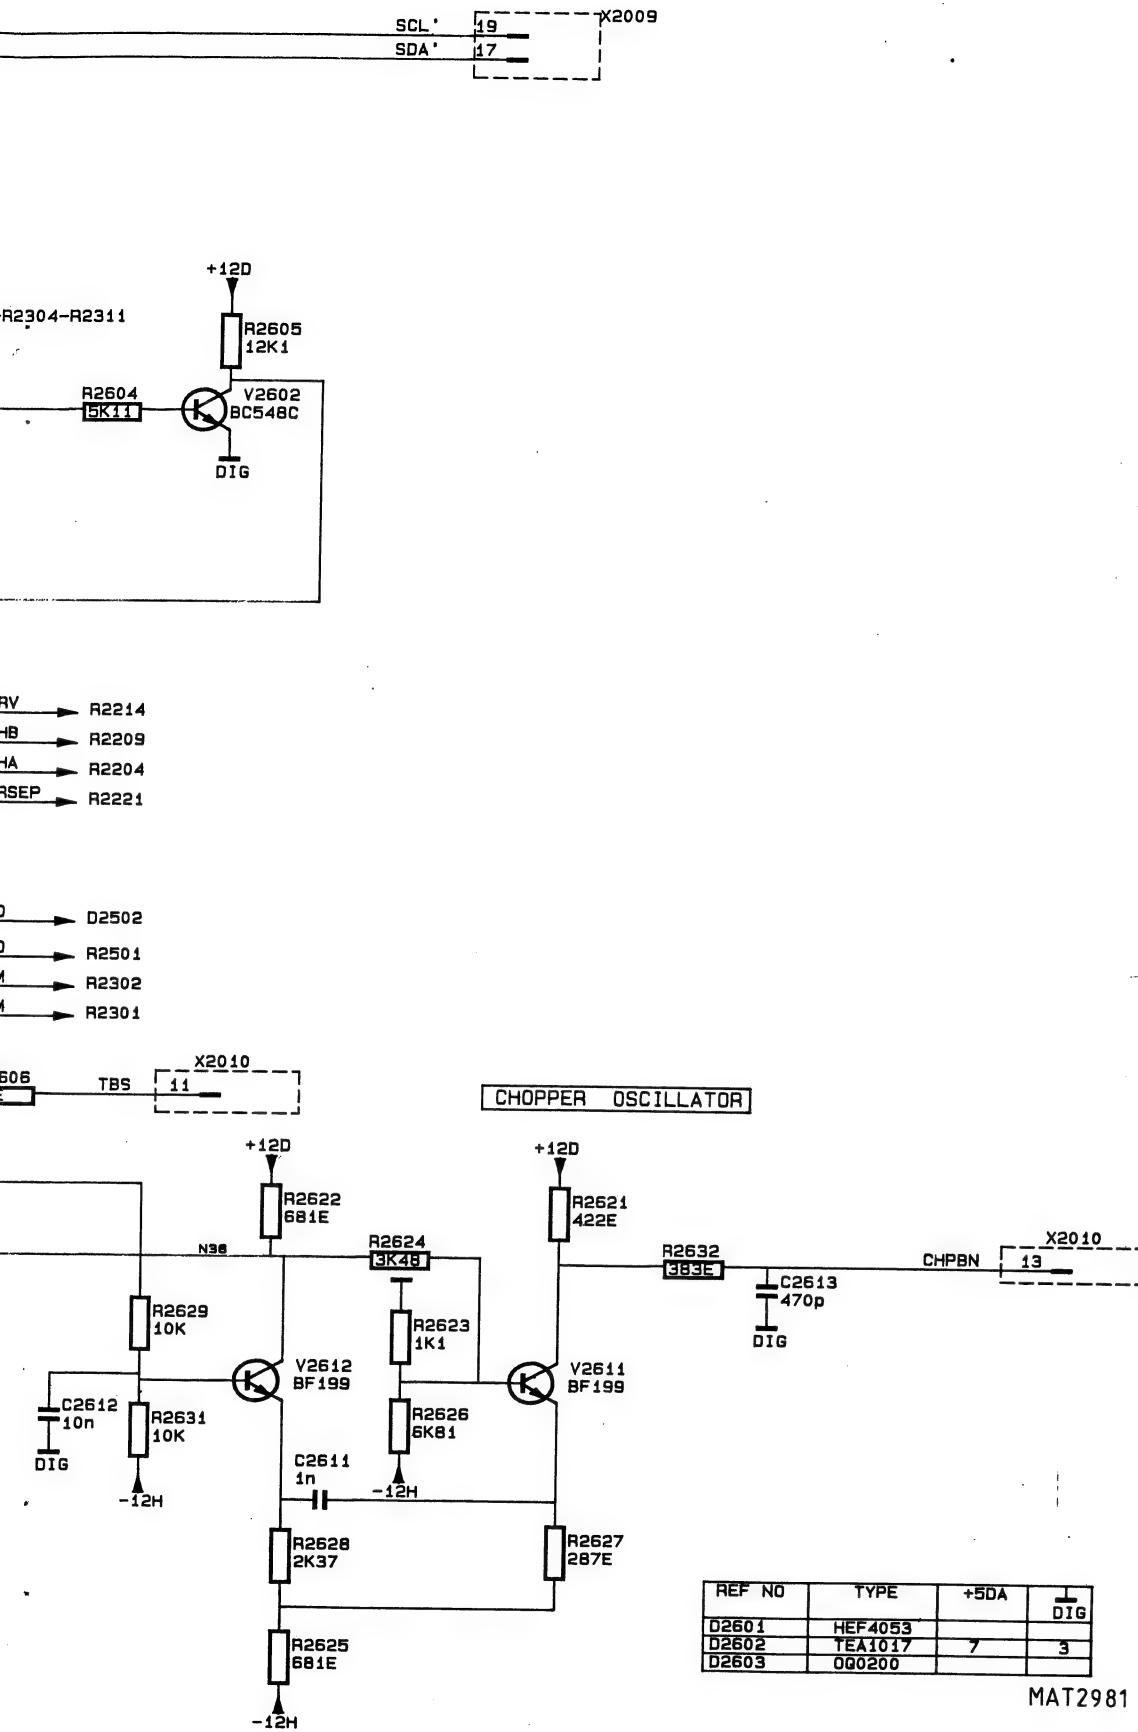 SCL'
19
X2009
SDA'
17
+12D
-R2304-R2311
R2605
12K1
R2604
5K11
V2602
BC548C
DIG
RV
R2214
HB
R2209
HA
R2204
RSEP
R2221
D2502
R2501
M
R2302
M
R2301
606
TBS
X2010
11
CHOPPER OSCILLATOR
+12D
+12D
R2622
681E
R2621
422E
N36
R2624
3K48
R2632
383E
CHPBN
X2010
13
C2613
470p
DIG
R2629
10K
R2623
1K1
V2612
BF199
V2611
BF199
C2612
10n
DIG
R2631
10K
-12H
R2626
6K81
-12H
C2611
1n
R2628
2K37
R2627
287E
R2625
681E
-12H
REF NO TYPE +5DA DIG
D2601 HEF4053
D2602 TEA1017 7 3
D2603 OQ0200
MAT2981